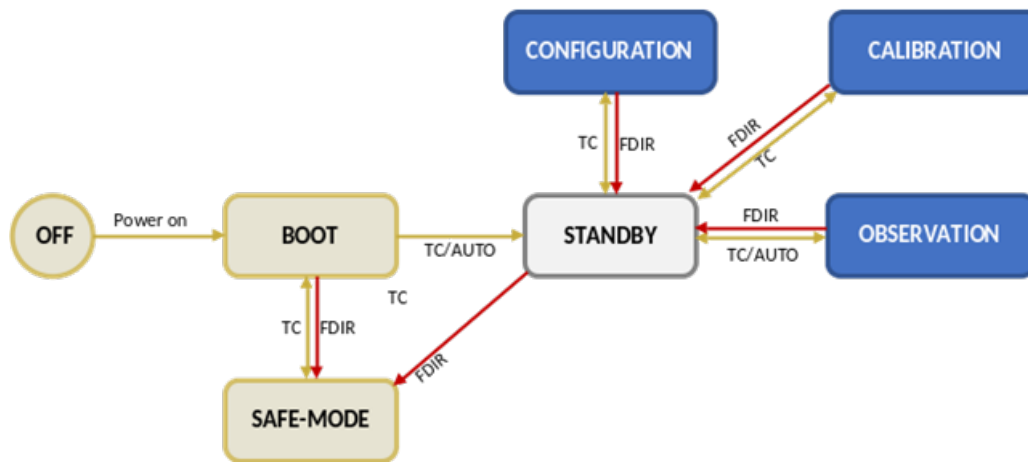 CONFIGURATION
CALIBRATION
TC
FDIR
FDIR
TC
OFF
Power on
BOOT
TC/AUTO
STANDBY
FDIR
TC/AUTO
OBSERVATION
TC
TC
FDIR
FDIR
SAFE-MODE